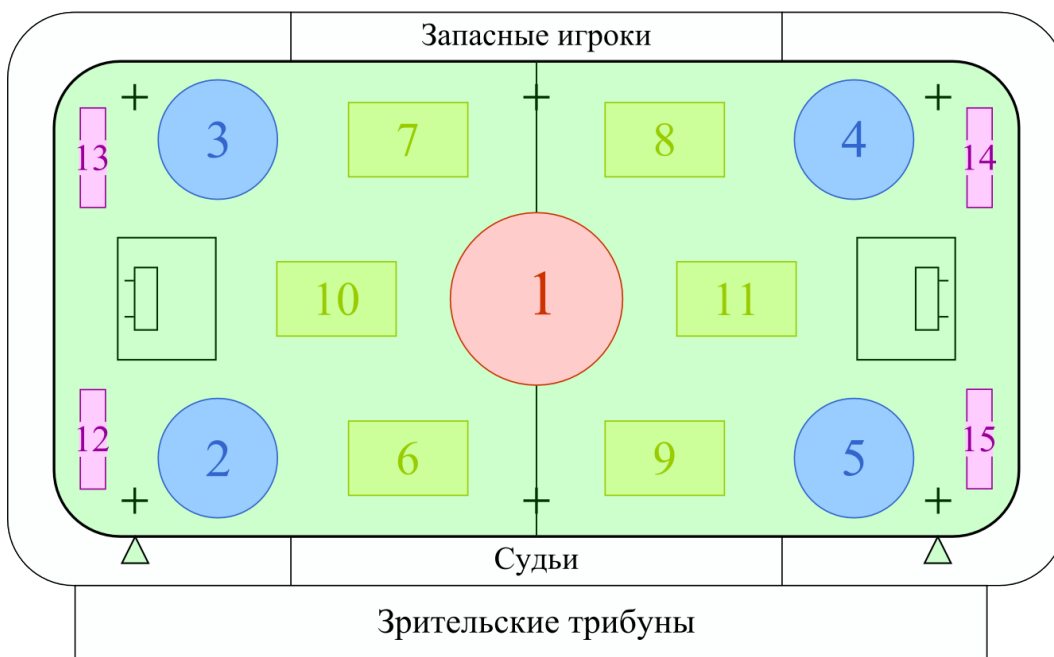 Запасные игроки
3 7 8 4
13 14
10 1 11
12 15
2 6 9 5
Судьи
Зрительские трибуны